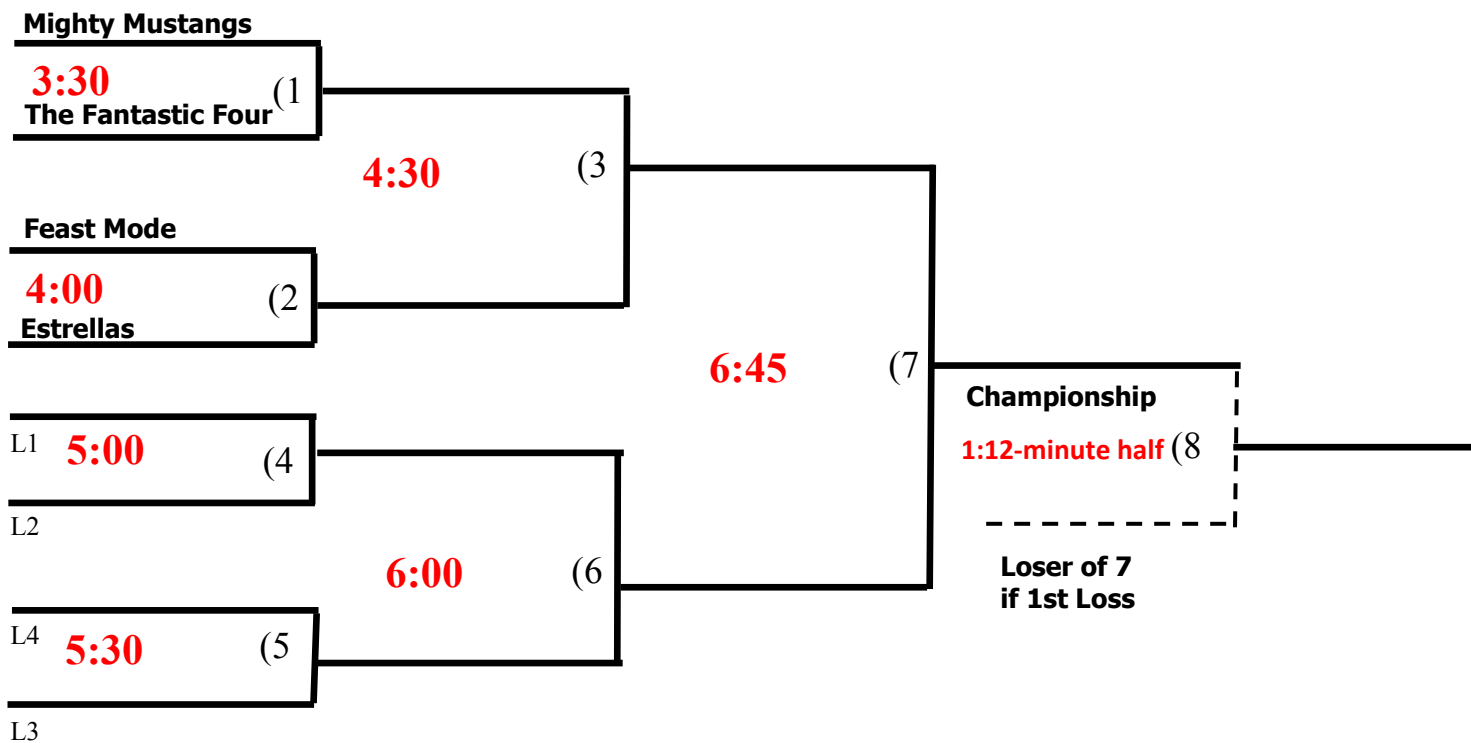 Mighty Mustangs
3:30
(1
The Fantastic Four
4:30
(3
Feast Mode
4:00
(2
Estrellas
6:45
(7
Championship
1:12-minute half (8
L1 5:00
(4
L2
6:00
(6
Loser of 7
if 1st Loss
L4 5:30
(5
L3